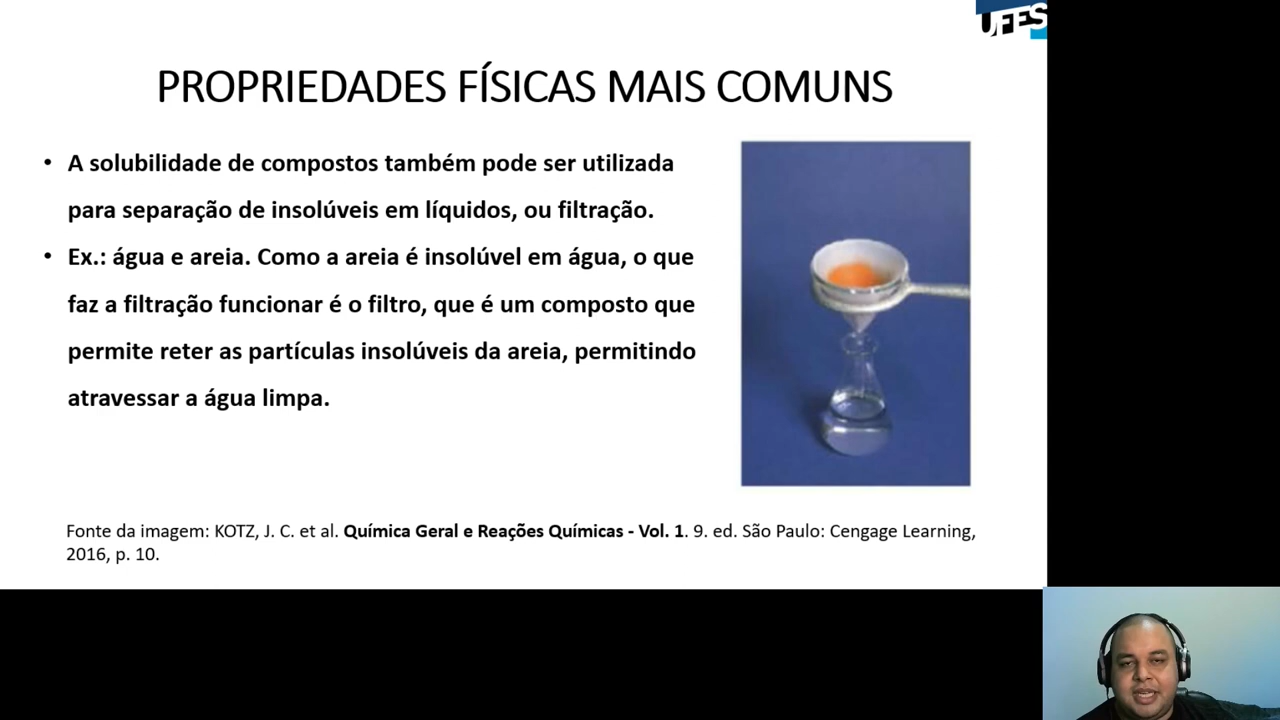 UFES
PROPRIEDADES FÍSICAS MAIS COMUNS
• A solubilidade de compostos também pode ser utilizada
para separação de insolúveis em líquidos, ou filtração.
• Ex.: água e areia. Como a areia é insolúvel em água, o que
faz a filtração funcionar é o filtro, que é um composto que
permite reter as partículas insolúveis da areia, permitindo
atravessar a água limpa.
Fonte da imagem: KOTZ, J. C. et al. Química Geral e Reações Químicas - Vol. 1. 9. ed. São Paulo: Cengage Learning,
2016, p. 10.